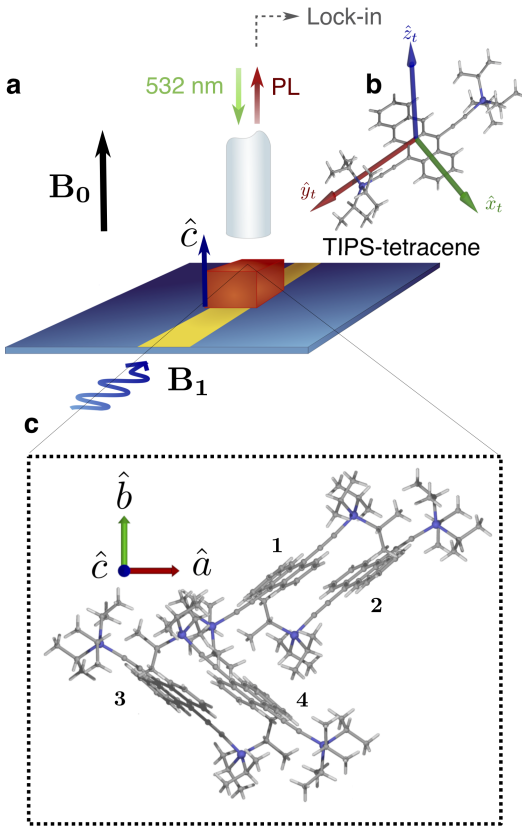 Lock-in
a
532 nm
PL
b
ẑₜ
B₀
ŷₜ
x̂ₜ
ĉ
TIPS-tetracene
B₁
c
b̂
ĉ
â
1
2
3
4